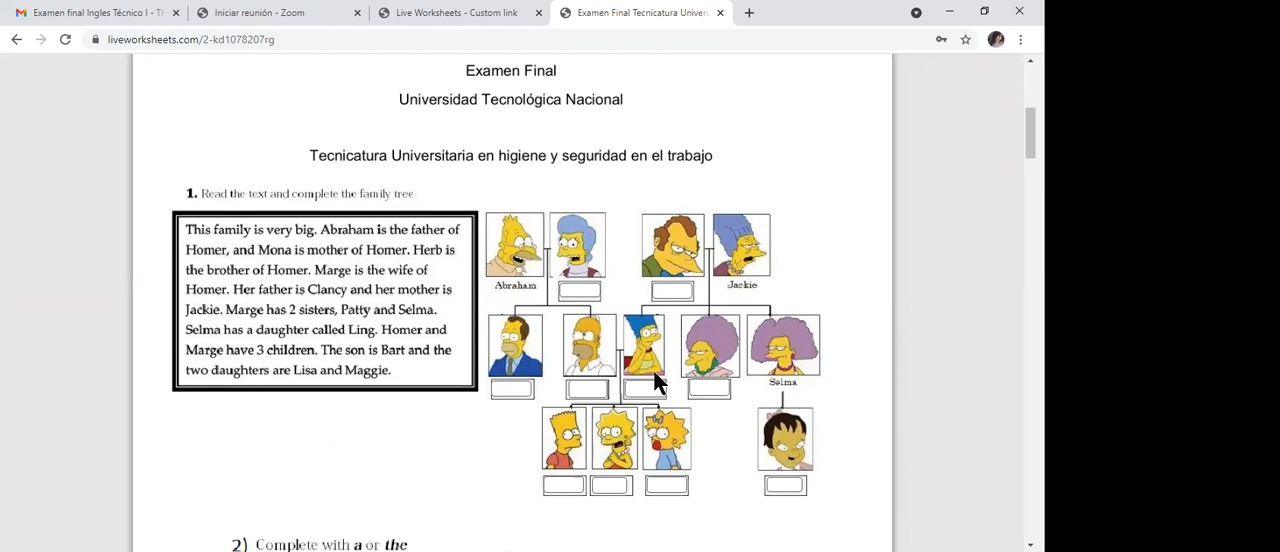 Examen final Ingles Técnico I - Th
Iniciar reunión - Zoom
Live Worksheets - Custom link
Examen Final Tecnicatura Univers
liveworksheets.com/2-kd1078207rg
Examen Final
Universidad Tecnológica Nacional
Tecnicatura Universitaria en higiene y seguridad en el trabajo
1. Read the text and complete the family tree
This family is very big. Abraham is the father of
Homer, and Mona is mother of Homer. Herb is
the brother of Homer. Marge is the wife of
Homer. Her father is Clancy and her mother is
Jackie. Marge has 2 sisters, Patty and Selma.
Selma has a daughter called Ling. Homer and
Marge have 3 children. The son is Bart and the
two daughters are Lisa and Maggie.
Abraham
Jackie
Selma
2) Complete with a or the